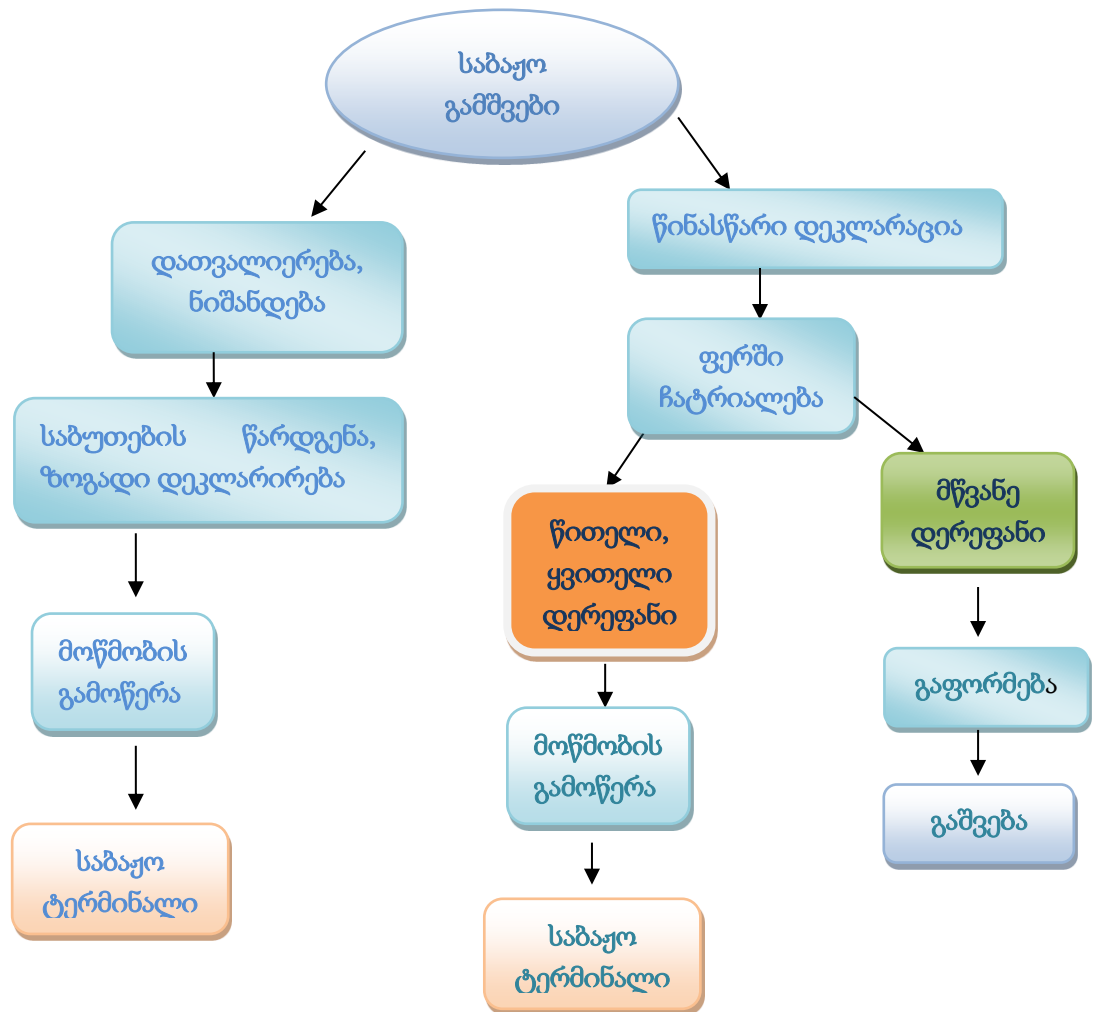 საბაჟო
გამშვები
დათვალიერება,
ნიშანდება
საბუთების წარდგენა,
ზოგადი დეკლარირება
მოწმობის
გამოწერა
საბაჟო
ტერმინალი
წინასწარი დეკლარაცია
ფერში
ჩატრიალება
წითელი,
ყვითელი
დერეფანი
მოწმობის
გამოწერა
საბაჟო
ტერმინალი
მწვანე
დერეფანი
გაფორმება
გაშვება